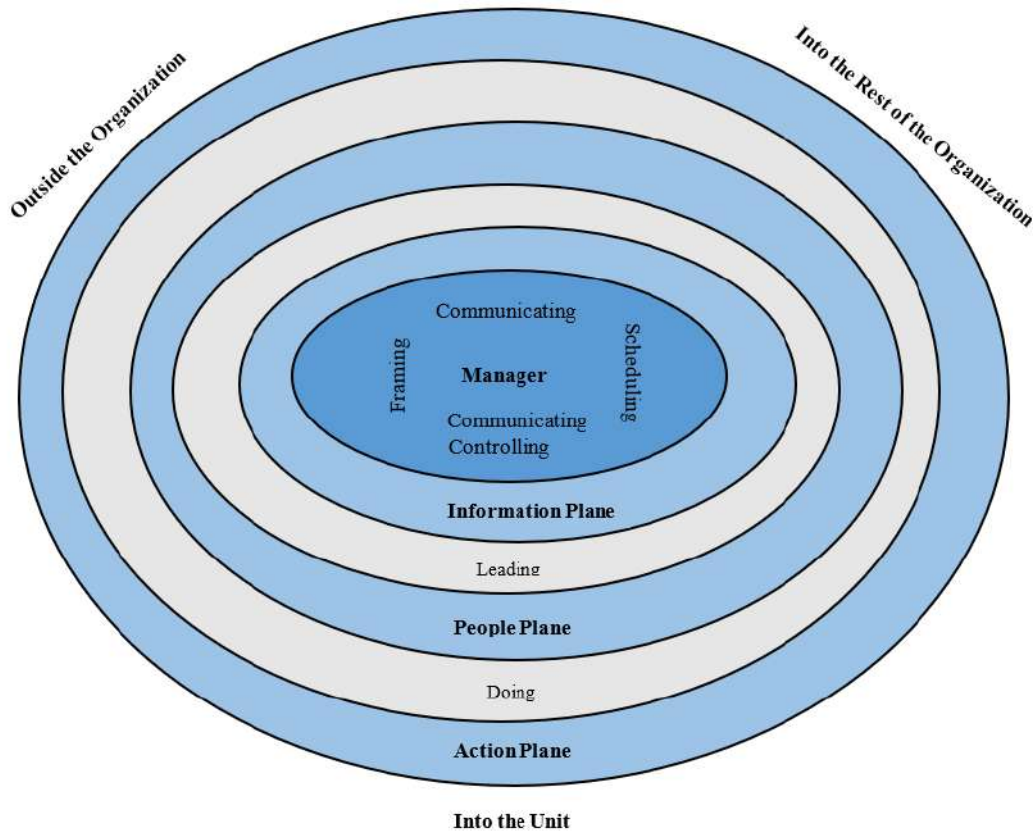 Outside the Organization
Into the Rest of the Organization
Communicating
Framing
Scheduling
Manager
Communicating
Controlling
Information Plane
Leading
People Plane
Doing
Action Plane
Into the Unit